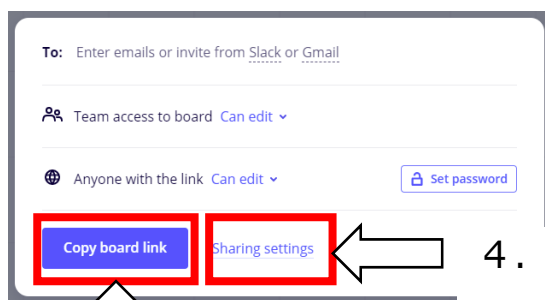 To: Enter emails or invite from Slack or Gmail
Team access to board Can edit
Anyone with the link Can edit Set password
Copy board link Sharing settings 4.